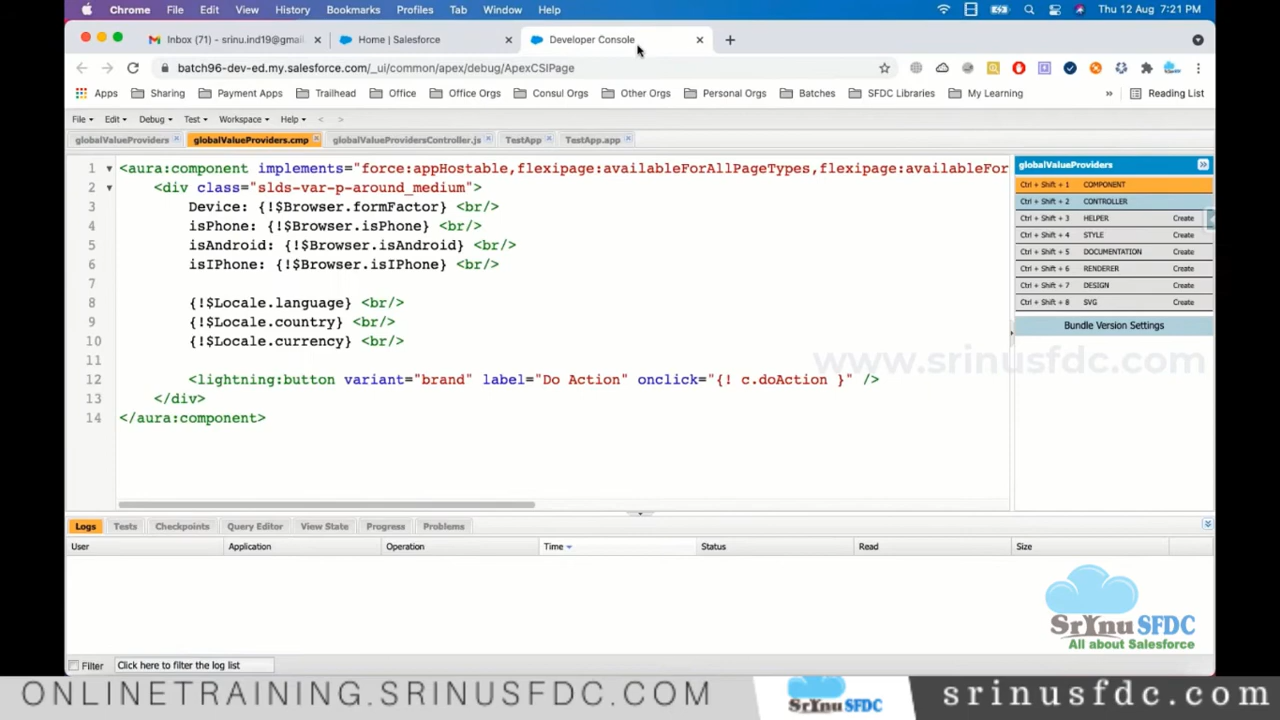 Chrome File Edit View History Bookmarks Profiles Tab Window Help Thu 12 Aug 7:21 PM
Inbox (71) - srinu.ind19@gmai Home | Salesforce Developer Console
batch96-dev-ed.my.salesforce.com/_ui/common/apex/debug/ApexCSIPage
Apps Sharing Payment Apps Trailhead Office Office Orgs Consul Orgs Other Orgs Personal Orgs Batches SFDC Libraries My Learning » Reading List
File Edit Debug Test Workspace Help < >
globalValueProviders globalValueProviders.cmp globalValueProvidersController.js TestApp TestApp.app
1 <aura:component implements="force:appHostable,flexipage:availableForAllPageTypes,flexipage:availableFor
2 <div class="slds-var-p-around_medium">
3 Device: {!$Browser.formFactor} <br/>
4 isPhone: {!$Browser.isPhone} <br/>
5 isAndroid: {!$Browser.isAndroid} <br/>
6 isIPhone: {!$Browser.isIPhone} <br/>
7
8 {!$Locale.language} <br/>
9 {!$Locale.country} <br/>
10 {!$Locale.currency} <br/>
11
12 <lightning:button variant="brand" label="Do Action" onclick="{! c.doAction }" />
13 </div>
14 </aura:component>
globalValueProviders
Ctrl + Shift + 1 COMPONENT
Ctrl + Shift + 2 CONTROLLER
Ctrl + Shift + 3 HELPER Create
Ctrl + Shift + 4 STYLE Create
Ctrl + Shift + 5 DOCUMENTATION Create
Ctrl + Shift + 6 RENDERER Create
Ctrl + Shift + 7 DESIGN Create
Ctrl + Shift + 8 SVG Create
Bundle Version Settings
www.srinusfdc.com
Logs Tests Checkpoints Query Editor View State Progress Problems
User Application Operation Time Status Read Size
SrInu SFDC
All about Salesforce
Filter Click here to filter the log list
ONLINETRAINING.SRINUSFDC.COM SrInu SFDC srinusfdc.com